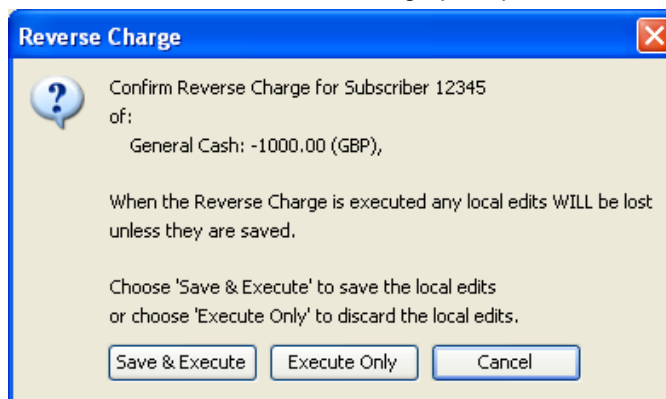 Reverse Charge
Confirm Reverse Charge for Subscriber 12345
of:
General Cash: -1000.00 (GBP),
When the Reverse Charge is executed any local edits WILL be lost
unless they are saved.
Choose 'Save & Execute' to save the local edits
or choose 'Execute Only' to discard the local edits.
Save & Execute
Execute Only
Cancel